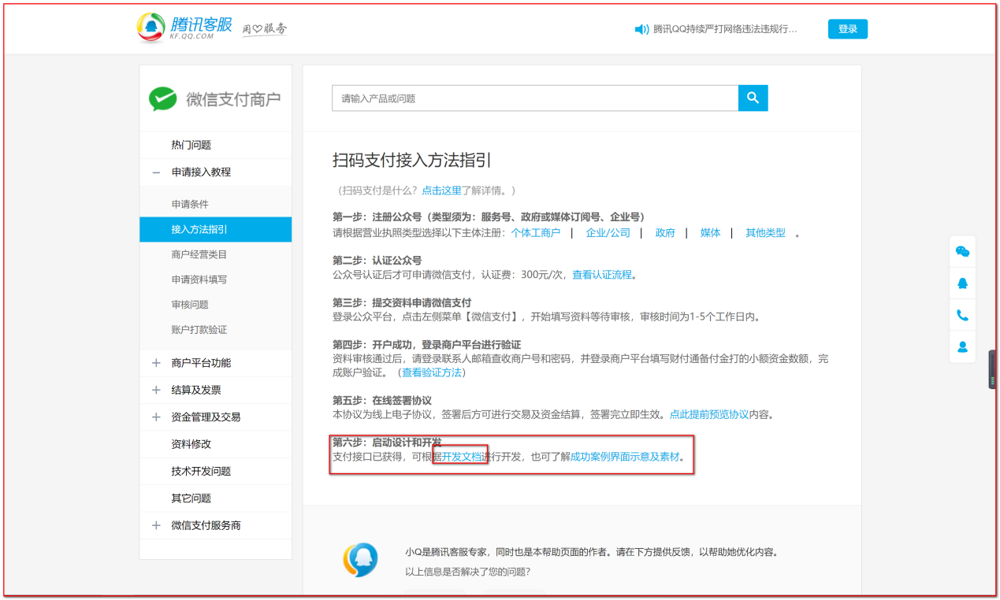 腾讯客服
KF.QQ.COM
用♡服务
腾讯QQ持续严打网络违法违规行…
登录
微信支付商户
热门问题
申请接入教程
申请条件
接入方法指引
商户经营类目
申请资料填写
审核问题
账户打款验证
商户平台功能
结算及发票
资金管理及交易
资料修改
技术开发问题
其它问题
微信支付服务商
请输入产品或问题
扫码支付接入方法指引
（扫码支付是什么？点击这里了解详情。）
第一步：注册公众号（类型须为：服务号、政府或媒体订阅号、企业号）
请根据营业执照类型选择以下主体注册：个体工商户 | 企业/公司 | 政府 | 媒体 | 其他类型 。
第二步：认证公众号
公众号认证后才可申请微信支付，认证费：300元/次，查看认证流程。
第三步：提交资料申请微信支付
登录公众平台，点击左侧菜单【微信支付】，开始填写资料等待审核，审核时间为1-5个工作日内。
第四步：开户成功，登录商户平台进行验证
资料审核通过后，请登录联系人邮箱查收商户号和密码，并登录商户平台填写财付通备付金打的小额资金数额，完
成账户验证。（查看验证方法）
第五步：在线签署协议
本协议为线上电子协议，签署后方可进行交易及资金结算，签署完立即生效。点此提前预览协议内容。
第六步：启动设计和开发
支付接口已获得，可根据开发文档进行开发，也可了解成功案例界面示意及素材。
小Q是腾讯客服专家，同时也是本帮助页面的作者。请在下方提供反馈，以帮助她优化内容。
以上信息是否解决了您的问题？